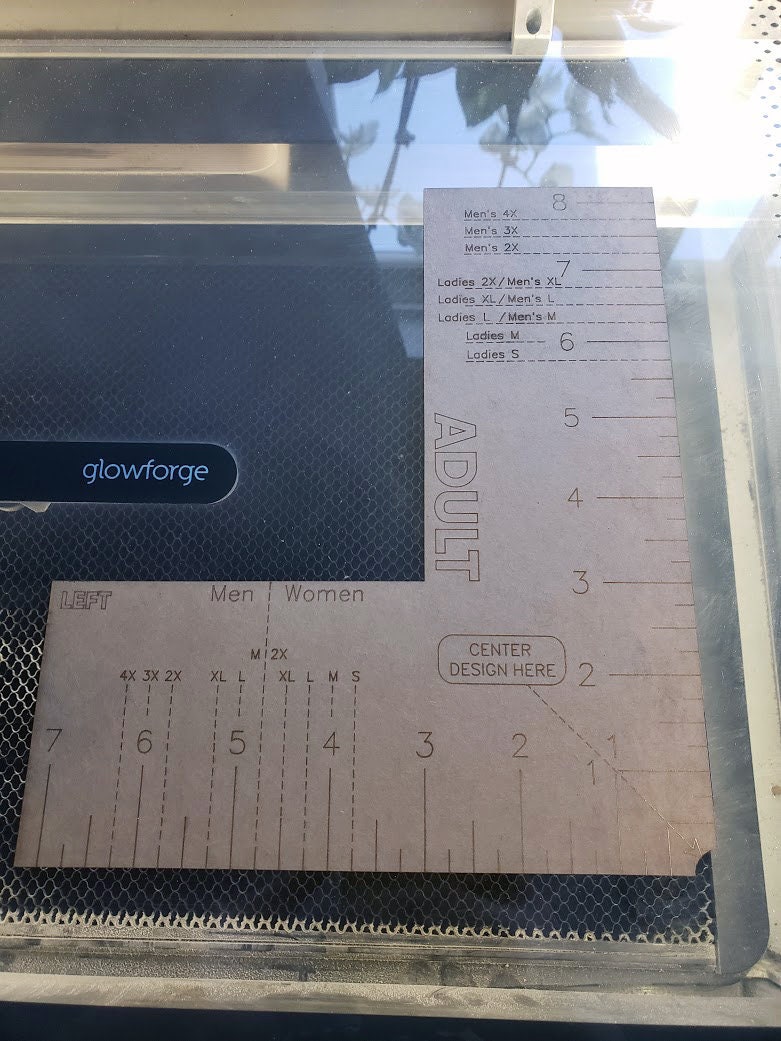 8
Men's 4X
Men's 3X
Men's 2X
7
Ladies 2X/Men's XL
Ladies XL/Men's L
Ladies L /Men's M
Ladies M
6
Ladies S
5
ADULT
glowforge
4
3
LEFT
Men Women
CENTER
DESIGN HERE
2
M 2X
4X 3X 2X XL L XL L M S
7 6 5 4 3 2 1
1